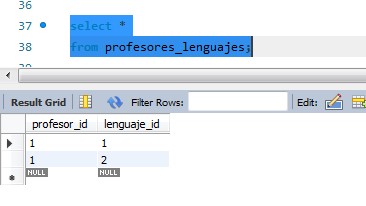 36
37 select *
38 from profesores_lenguajes;
39
Result Grid Filter Rows: Edit:
profesor_id lenguaje_id
1 1
1 2
NULL NULL